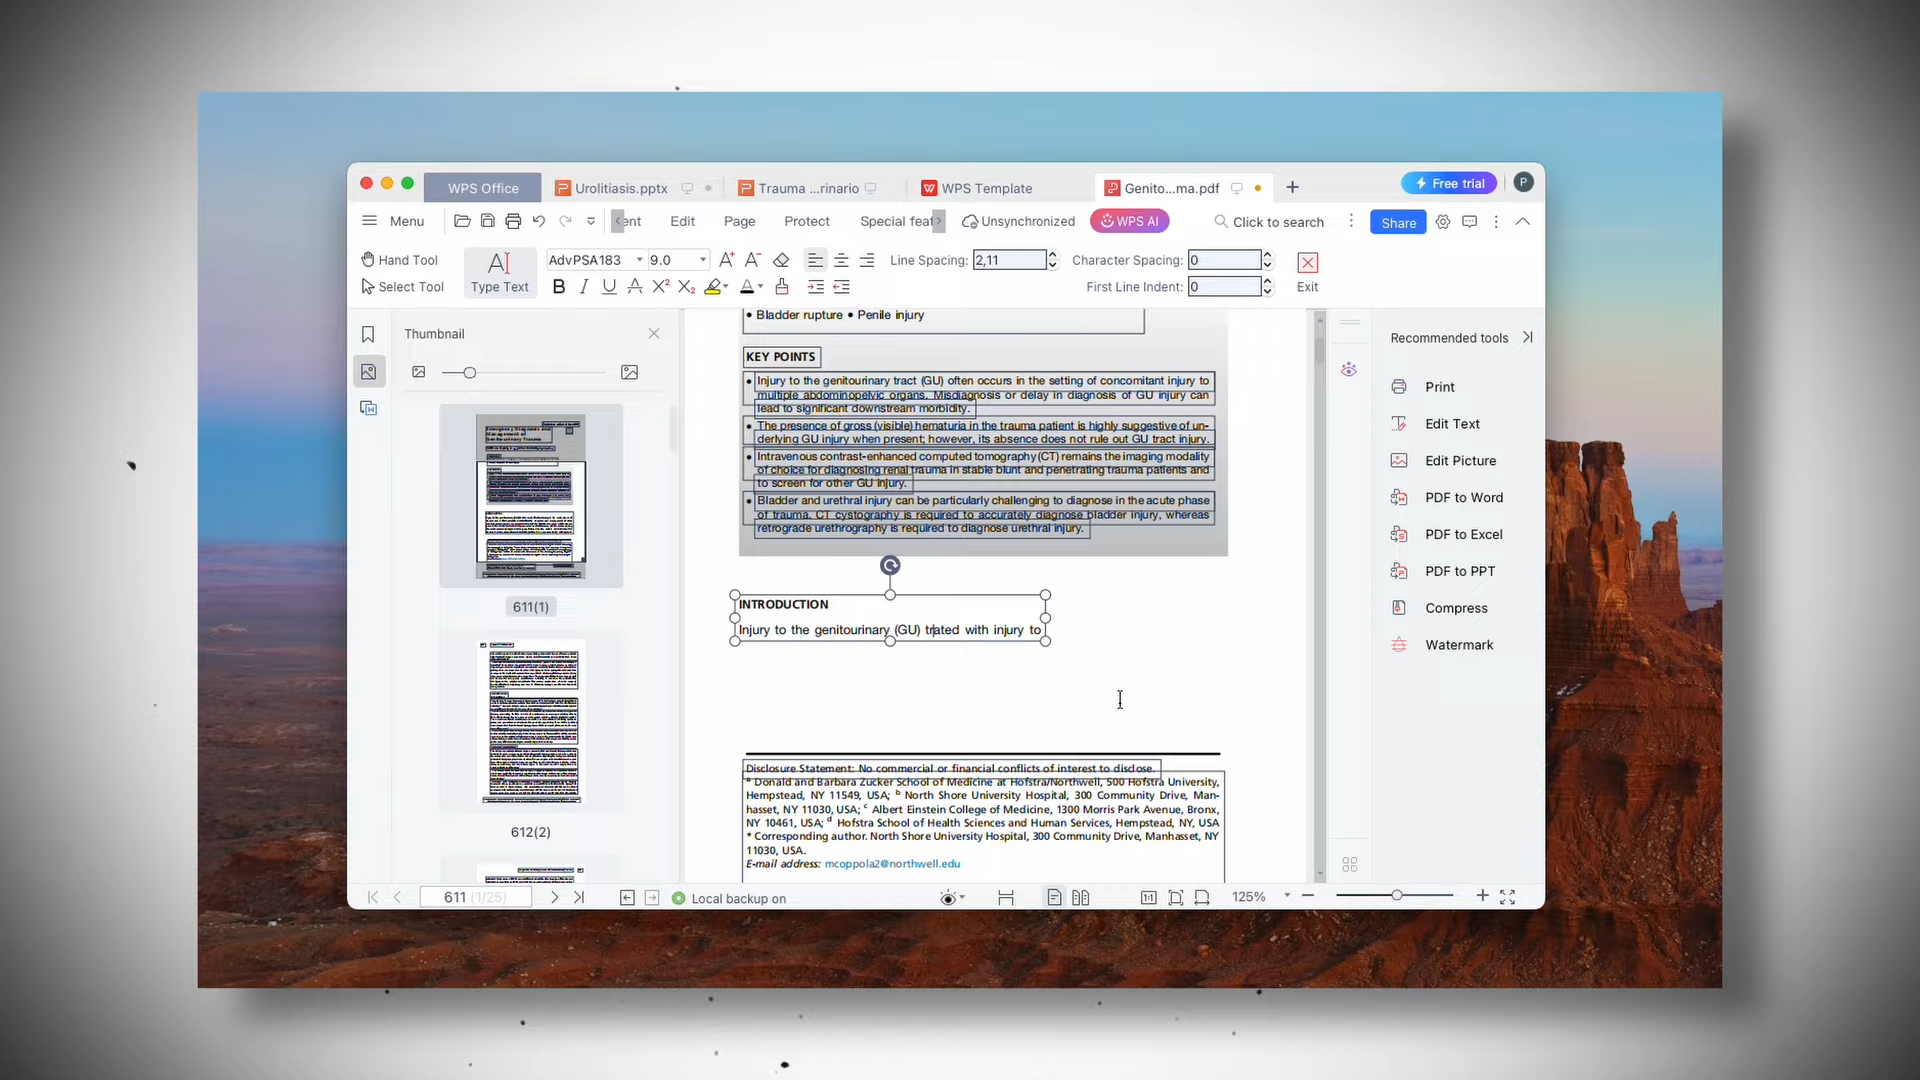 WPS Office
Urolitiasis.pptx
Trauma ...rinario
WPS Template
Genito...ma.pdf
Free trial
P
Menu
ent
Edit
Page
Protect
Special feat
Unsynchronized
WPS AI
Click to search
Share
Hand Tool
Select Tool
Type Text
AdvPSA183
9.0
Line Spacing: 2,11
Character Spacing: 0
First Line Indent: 0
Exit
Thumbnail
611(1)
612(2)
• Bladder rupture • Penile injury
KEY POINTS
• Injury to the genitourinary tract (GU) often occurs in the setting of concomitant injury to
multiple abdominopelvic organs. Misdiagnosis or delay in diagnosis of GU injury can
lead to significant downstream morbidity.
• The presence of gross (visible) hematuria in the trauma patient is highly suggestive of un-
derlying GU injury when present; however, its absence does not rule out GU tract injury.
• Intravenous contrast-enhanced computed tomography (CT) remains the imaging modality
of choice for diagnosing renal trauma in stable blunt and penetrating trauma patients and
to screen for other GU injury.
• Bladder and urethral injury can be particularly challenging to diagnose in the acute phase
of trauma. CT cystography is required to accurately diagnose bladder injury, whereas
retrograde urethrography is required to diagnose urethral injury.
INTRODUCTION
Injury to the genitourinary (GU) trated with injury to
Disclosure Statement: No commercial or financial conflicts of interest to disclose.
a Donald and Barbara Zucker School of Medicine at Hofstra/Northwell, 500 Hofstra University,
Hempstead, NY 11549, USA; b North Shore University Hospital, 300 Community Drive, Man-
hasset, NY 11030, USA; c Albert Einstein College of Medicine, 1300 Morris Park Avenue, Bronx,
NY 10461, USA; d Hofstra School of Health Sciences and Human Services, Hempstead, NY, USA
* Corresponding author. North Shore University Hospital, 300 Community Drive, Manhasset, NY
11030, USA.
E-mail address: mcoppola2@northwell.edu
Recommended tools
Print
Edit Text
Edit Picture
PDF to Word
PDF to Excel
PDF to PPT
Compress
Watermark
611 (1/25)
Local backup on
125%